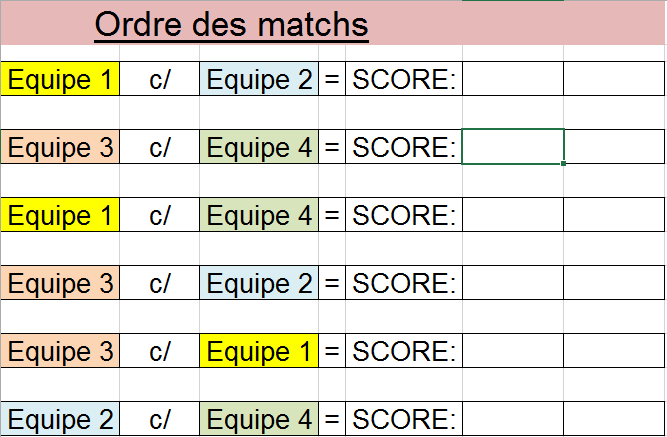 Ordre des matchs
Equipe 1 c/ Equipe 2 = SCORE:
Equipe 3 c/ Equipe 4 = SCORE:
Equipe 1 c/ Equipe 4 = SCORE:
Equipe 3 c/ Equipe 2 = SCORE:
Equipe 3 c/ Equipe 1 = SCORE:
Equipe 2 c/ Equipe 4 = SCORE: